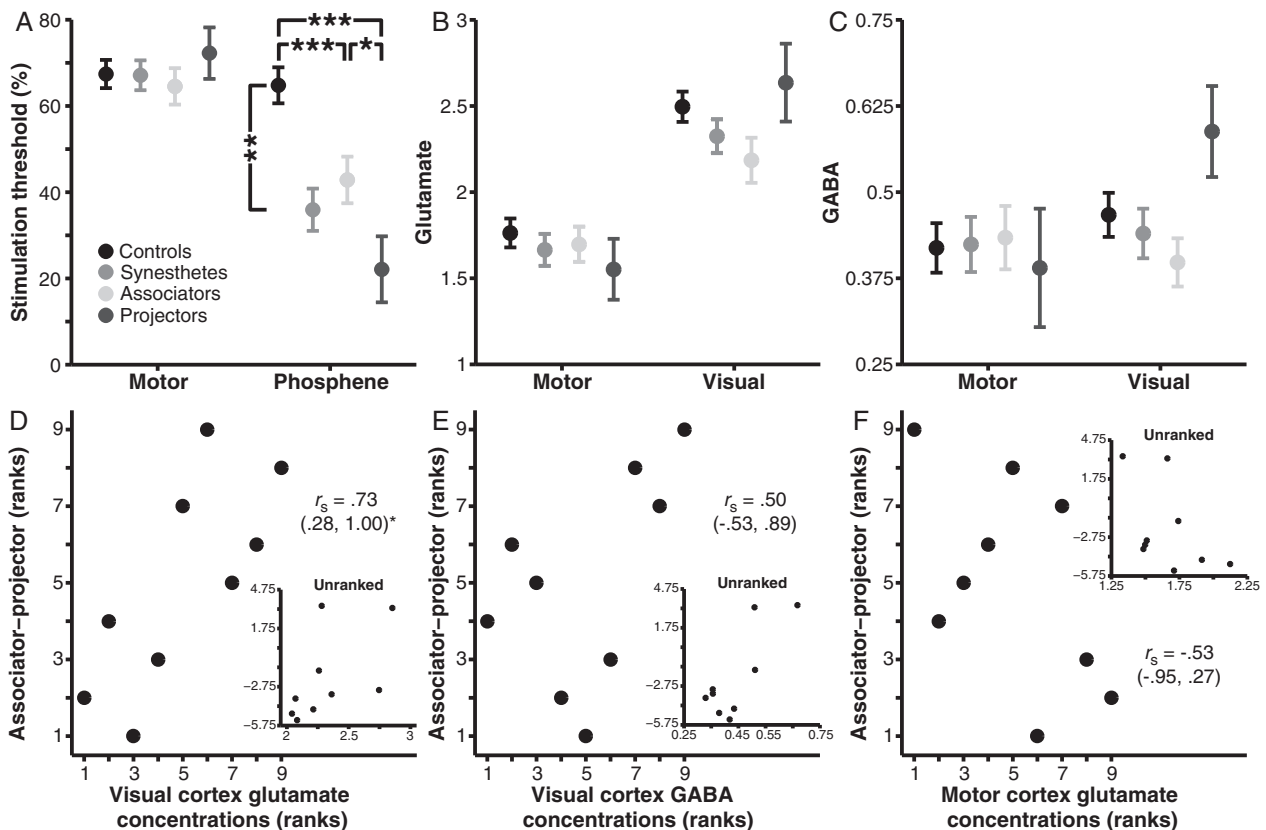 A
B
C
80
60
40
20
0
Stimulation threshold (%)
***
*** *
**
Controls
Synesthetes
Associators
Projectors
Motor Phosphene
3
2.5
2
1.5
1
Glutamate
Motor Visual
0.75
0.625
0.5
0.375
0.25
GABA
Motor Visual
D
9
7
5
3
1
Associator–projector (ranks)
rs = .73
(.28, 1.00)*
Unranked
4.75
1.75
−2.75
−5.75
2 2.5 3
1 3 5 7 9
Visual cortex glutamate
concentrations (ranks)
E
9
7
5
3
1
Associator–projector (ranks)
rs = .50
(-.53, .89)
Unranked
4.75
1.75
−2.75
−5.75
0.25 0.45 0.55 0.75
1 3 5 7 9
Visual cortex GABA
concentrations (ranks)
F
9
7
5
3
1
Associator–projector (ranks)
Unranked
4.75
1.75
−2.75
−5.75
1.25 1.75 2.25
rs = -.53
(-.95, .27)
1 3 5 7 9
Motor cortex glutamate
concentrations (ranks)